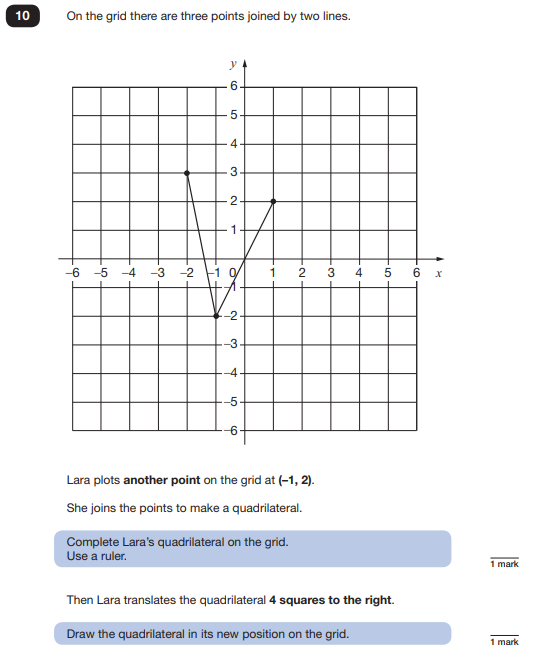 10 On the grid there are three points joined by two lines.
y
6
5
4
3
2
1
–6 –5 –4 –3 –2 –1 0 1 2 3 4 5 6 x
–1
–2
–3
–4
–5
–6
Lara plots another point on the grid at (–1, 2).
She joins the points to make a quadrilateral.
Complete Lara’s quadrilateral on the grid.
Use a ruler.
1 mark
Then Lara translates the quadrilateral 4 squares to the right.
Draw the quadrilateral in its new position on the grid.
1 mark